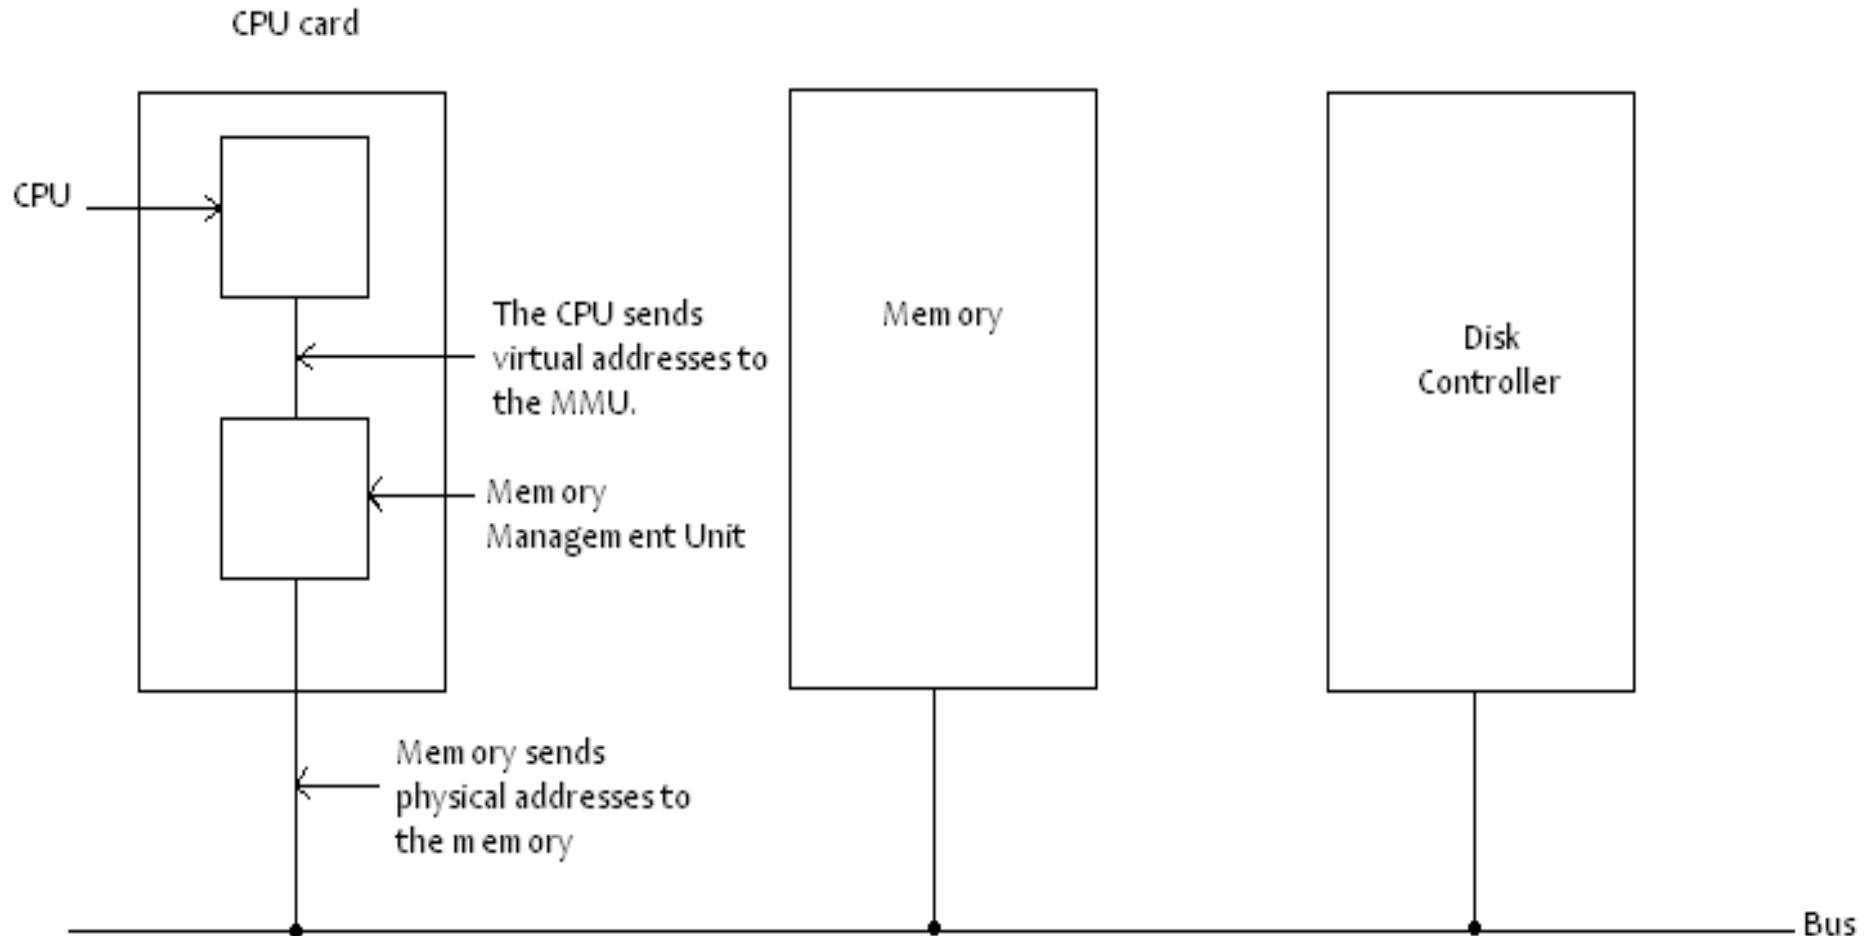 CPU card
CPU
The CPU sends
virtual addresses to
the MMU.
Memory
Management Unit
Memory sends
physical addresses to
the memory
Memory
Disk
Controller
Bus